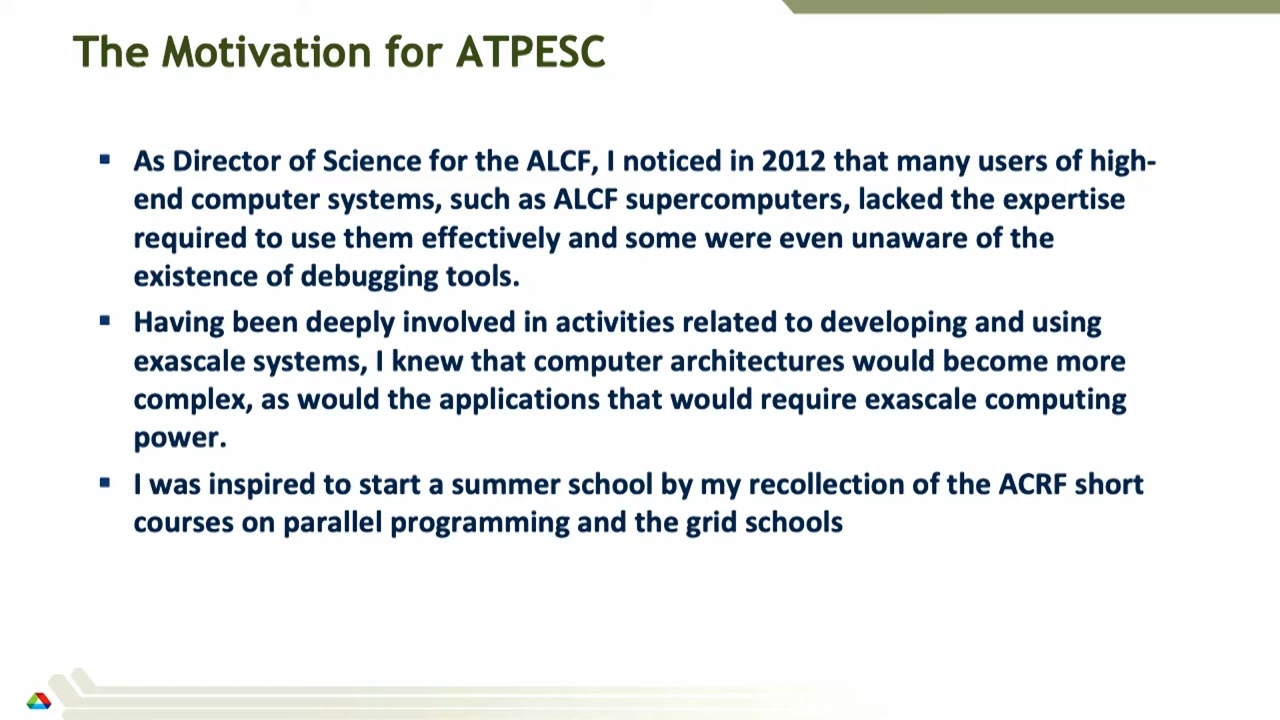 The Motivation for ATPESC
▪ As Director of Science for the ALCF, I noticed in 2012 that many users of high-
end computer systems, such as ALCF supercomputers, lacked the expertise
required to use them effectively and some were even unaware of the
existence of debugging tools.
▪ Having been deeply involved in activities related to developing and using
exascale systems, I knew that computer architectures would become more
complex, as would the applications that would require exascale computing
power.
▪ I was inspired to start a summer school by my recollection of the ACRF short
courses on parallel programming and the grid schools